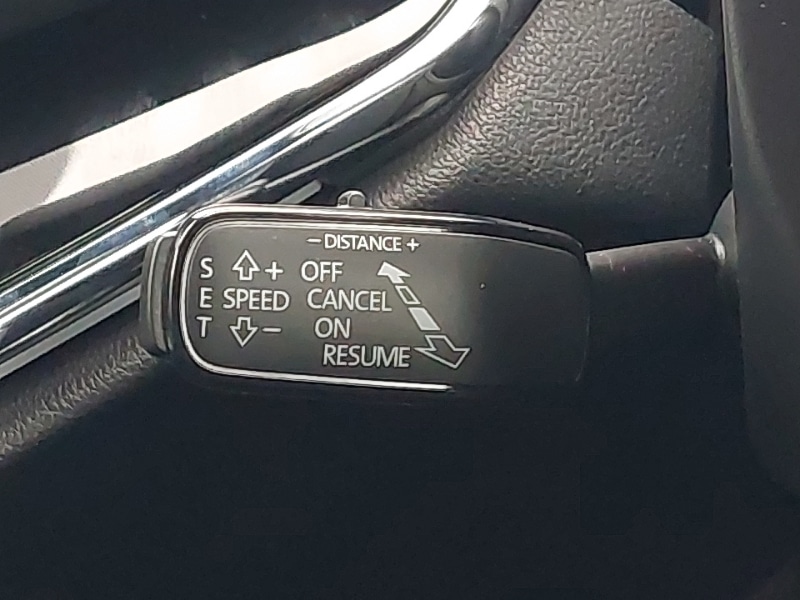 − DISTANCE +
S + OFF
E SPEED CANCEL
T − ON
RESUME